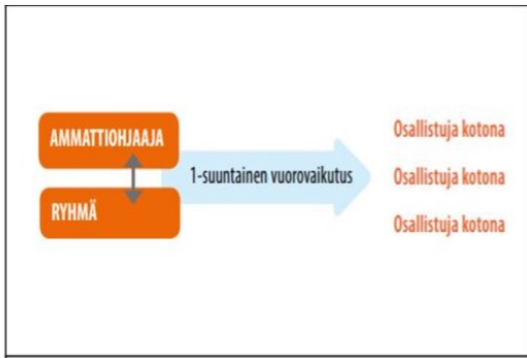 AMMATTIOHJAAJA
RYHMÄ
1-suuntainen vuorovaikutus
Osallistuja kotona
Osallistuja kotona
Osallistuja kotona